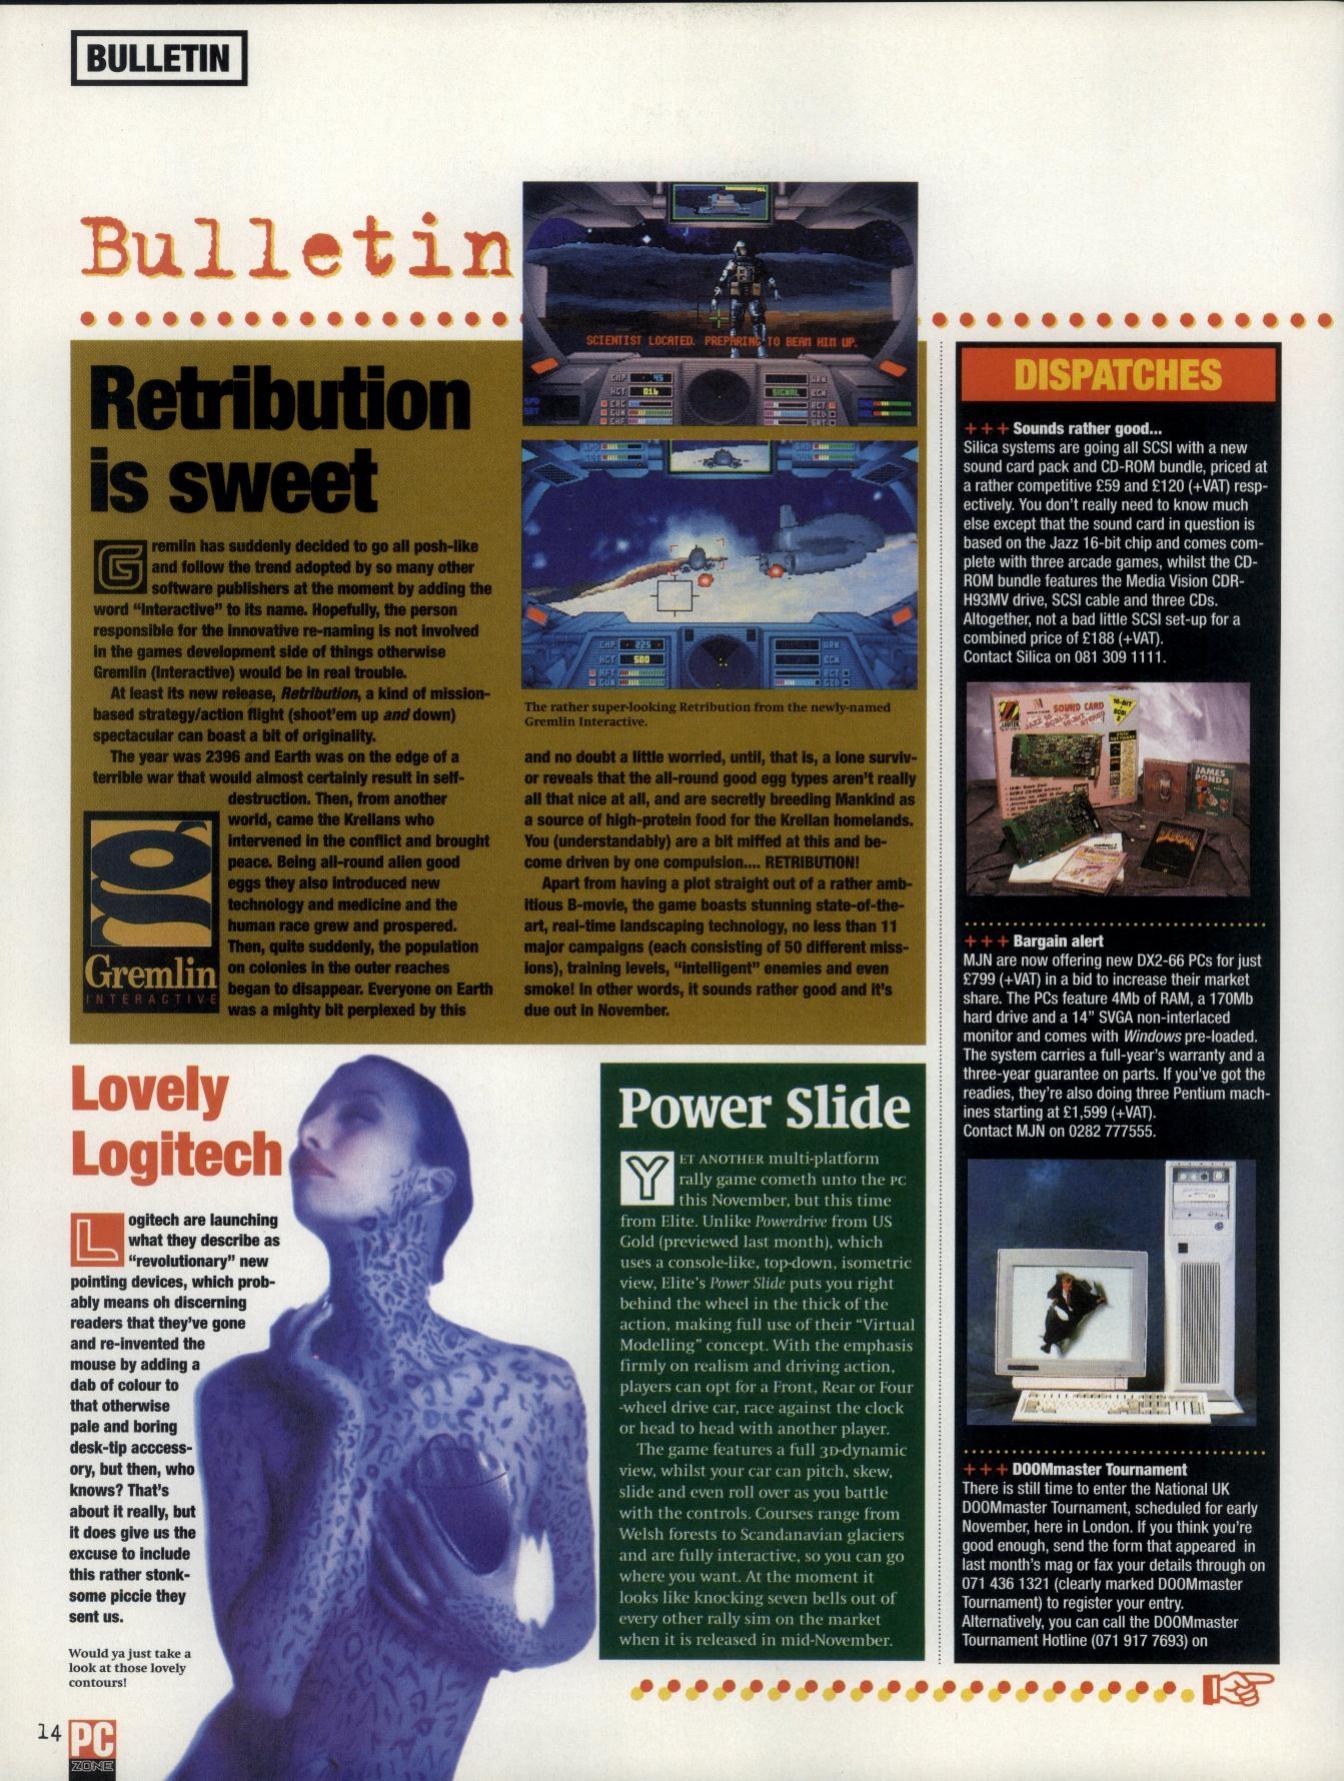 BULLETIN
Bulletin
SCIENTIST LOCATED. PREPARING TO BEAM HIM UP.
Retribution
is sweet
Gremlin has suddenly decided to go all posh-like
and follow the trend adopted by so many other
software publishers at the moment by adding the
word "Interactive" to its name. Hopefully, the person
responsible for the innovative re-naming is not involved
in the games development side of things otherwise
Gremlin (Interactive) would be in real trouble.
At least its new release, Retribution, a kind of mission-
based strategy/action flight (shoot'em up and down)
spectacular can boast a bit of originality.
The year was 2396 and Earth was on the edge of a
terrible war that would almost certainly result in self-
destruction. Then, from another
world, came the Krellans who
intervened in the conflict and brought
peace. Being all-round alien good
eggs they also introduced new
technology and medicine and the
human race grew and prospered.
Then, quite suddenly, the population
on colonies in the outer reaches
began to disappear. Everyone on Earth
was a mighty bit perplexed by this
Gremlin
INTERACTIVE
The rather super-looking Retribution from the newly-named
Gremlin Interactive.
and no doubt a little worried, until, that is, a lone surviv-
or reveals that the all-round good egg types aren't really
all that nice at all, and are secretly breeding Mankind as
a source of high-protein food for the Krellan homelands.
You (understandably) are a bit miffed at this and be-
come driven by one compulsion.... RETRIBUTION!
Apart from having a plot straight out of a rather amb-
itious B-movie, the game boasts stunning state-of-the-
art, real-time landscaping technology, no less than 11
major campaigns (each consisting of 50 different miss-
ions), training levels, "intelligent" enemies and even
smoke! In other words, it sounds rather good and it's
due out in November.
Lovely
Logitech
Logitech are launching
what they describe as
"revolutionary" new
pointing devices, which prob-
ably means oh discerning
readers that they've gone
and re-invented the
mouse by adding a
dab of colour to
that otherwise
pale and boring
desk-tip acccess-
ory, but then, who
knows? That's
about it really, but
it does give us the
excuse to include
this rather stonk-
some piccie they
sent us.
Would ya just take a
look at those lovely
contours!
Power Slide
YET ANOTHER multi-platform
rally game cometh unto the PC
this November, but this time
from Elite. Unlike Powerdrive from US
Gold (previewed last month), which
uses a console-like, top-down, isometric
view, Elite's Power Slide puts you right
behind the wheel in the thick of the
action, making full use of their "Virtual
Modelling" concept. With the emphasis
firmly on realism and driving action,
players can opt for a Front, Rear or Four
-wheel drive car, race against the clock
or head to head with another player.
The game features a full 3D-dynamic
view, whilst your car can pitch, skew,
slide and even roll over as you battle
with the controls. Courses range from
Welsh forests to Scandanavian glaciers
and are fully interactive, so you can go
where you want. At the moment it
looks like knocking seven bells out of
every other rally sim on the market
when it is released in mid-November.
DISPATCHES
+++ Sounds rather good...
Silica systems are going all SCSI with a new
sound card pack and CD-ROM bundle, priced at
a rather competitive £59 and £120 (+VAT) resp-
ectively. You don't really need to know much
else except that the sound card in question is
based on the Jazz 16-bit chip and comes com-
plete with three arcade games, whilst the CD-
ROM bundle features the Media Vision CDR-
H93MV drive, SCSI cable and three CDs.
Altogether, not a bad little SCSI set-up for a
combined price of £188 (+VAT).
Contact Silica on 081 309 1111.
SOUND CARD
16-BIT
JAMES
POND
+++ Bargain alert
MJN are now offering new DX2-66 PCs for just
£799 (+VAT) in a bid to increase their market
share. The PCs feature 4Mb of RAM, a 170Mb
hard drive and a 14" SVGA non-interlaced
monitor and comes with Windows pre-loaded.
The system carries a full-year's warranty and a
three-year guarantee on parts. If you've got the
readies, they're also doing three Pentium mach-
ines starting at £1,599 (+VAT).
Contact MJN on 0282 777555.
+++ DOOMmaster Tournament
There is still time to enter the National UK
DOOMmaster Tournament, scheduled for early
November, here in London. If you think you're
good enough, send the form that appeared in
last month's mag or fax your details through on
071 436 1321 (clearly marked DOOMmaster
Tournament) to register your entry.
Alternatively, you can call the DOOMmaster
Tournament Hotline (071 917 7693) on
14 PC
ZONE